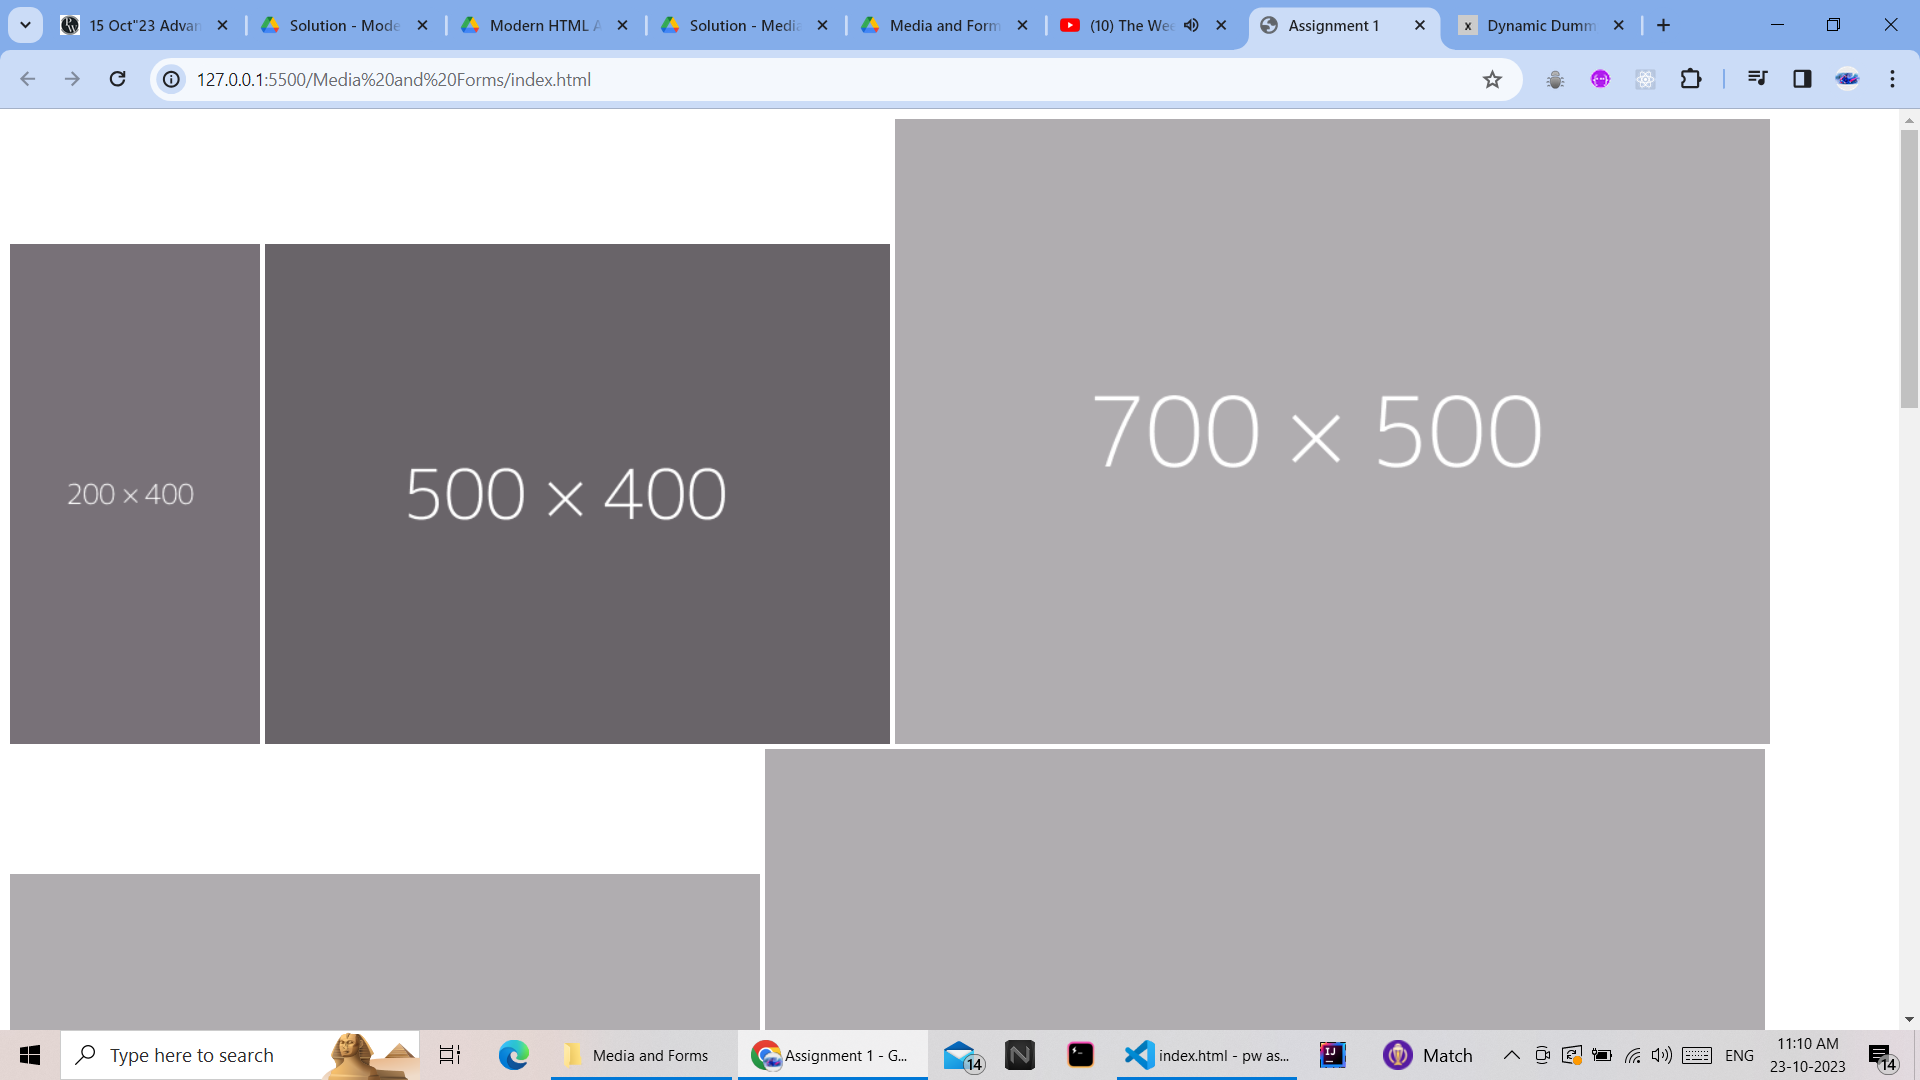 15 Oct"23 Advan
Solution - Mode
Modern HTML A
Solution - Media
Media and Form
(10) The Wee
Assignment 1
x
Dynamic Dumm
127.0.0.1:5500/Media%20and%20Forms/index.html
700 × 500
200 × 400
500 × 400
Type here to search
Media and Forms
Assignment 1 - G...
14
N
index.html - pw as...
IJ
Match
ENG
11:10 AM
23-10-2023
14